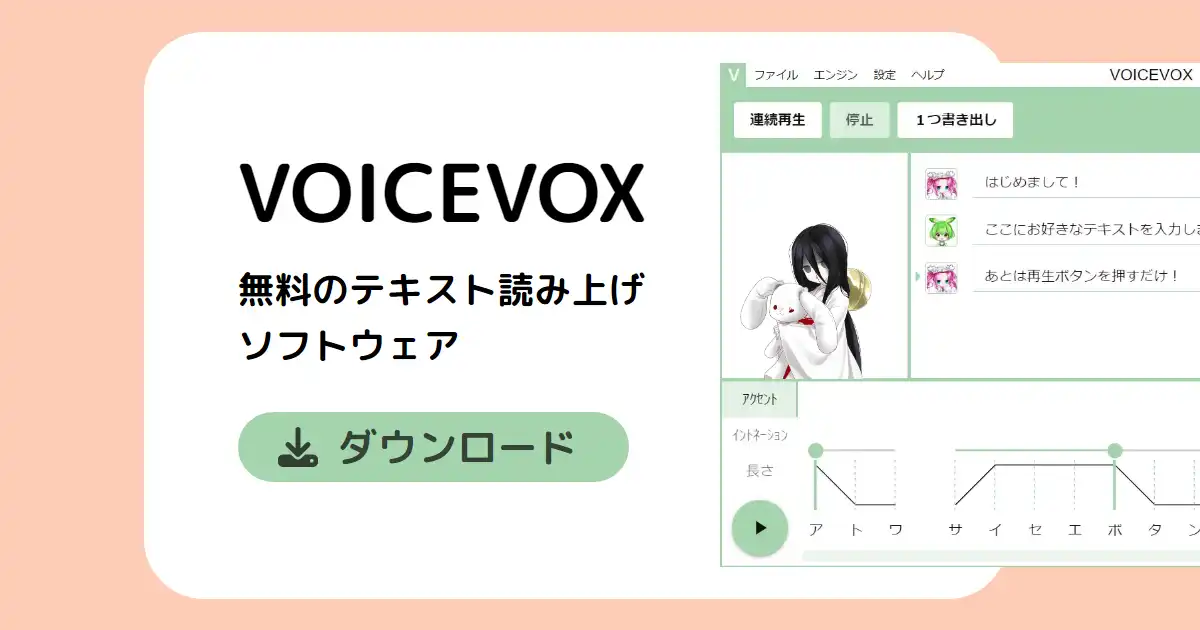 VOICEVOX
無料のテキスト読み上げ
ソフトウェア
ダウンロード
V ファイル エンジン 設定 ヘルプ VOICEVOX
連続再生 停止 1つ書き出し
はじめまして！
ここにお好きなテキストを入力し
あとは再生ボタンを押すだけ！
アクセント
イントネーション
長さ
ア ト ワ サ イ セ エ ボ タ ン